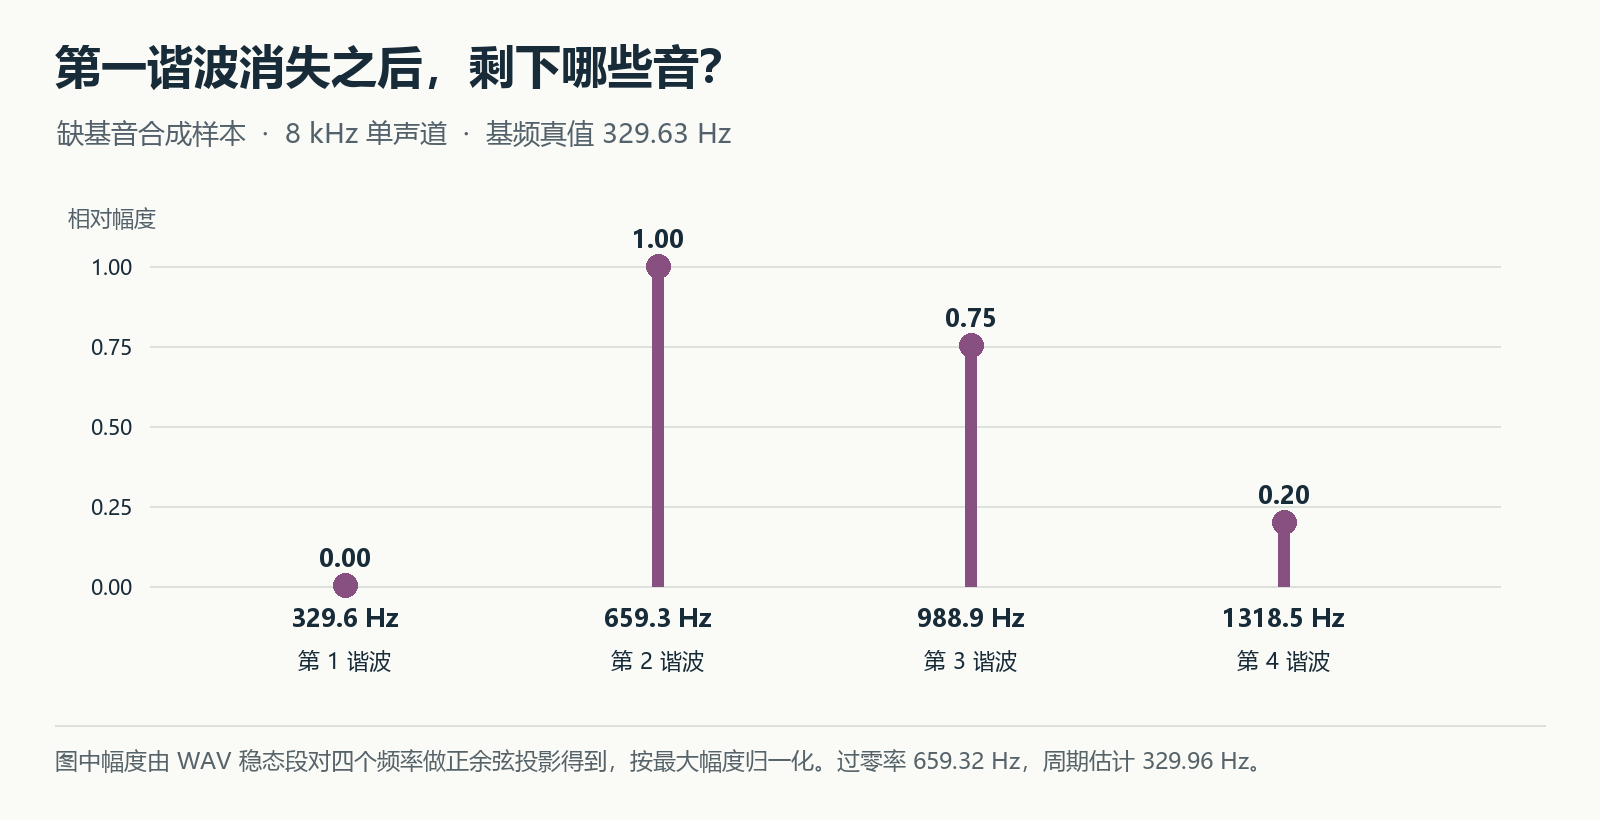 第一谐波消失之后，剩下哪些音？
缺基音合成样本 · 8 kHz 单声道 · 基频真值 329.63 Hz
相对幅度
1.00
0.75
0.50
0.25
0.00
0.00
1.00
0.75
0.20
329.6 Hz
659.3 Hz
988.9 Hz
1318.5 Hz
第 1 谐波
第 2 谐波
第 3 谐波
第 4 谐波
图中幅度由 WAV 稳态段对四个频率做正余弦投影得到，按最大幅度归一化。过零率 659.32 Hz，周期估计 329.96 Hz。